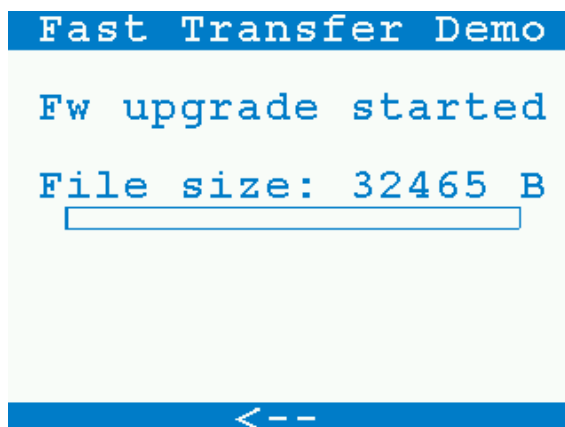 Fast Transfer Demo
Fw upgrade started
File size: 32465 B
<--